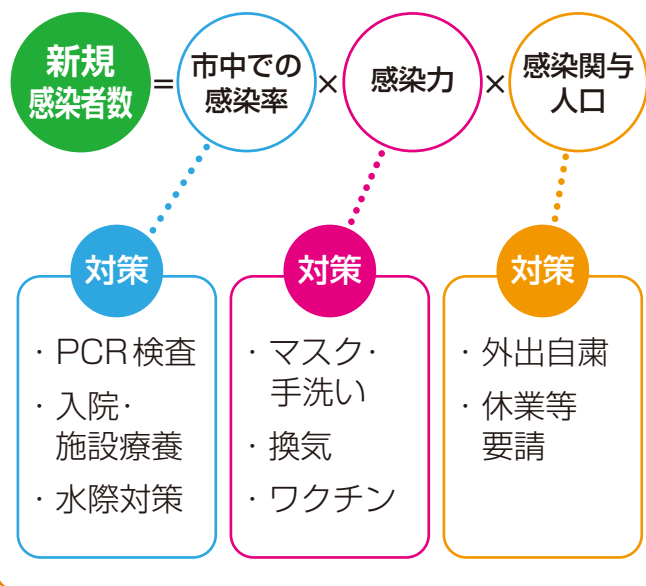 新規
感染者数
=
市中での
感染率
×
感染力
×
感染関与
人口
対策
・PCR検査
・入院・
施設療養
・水際対策
対策
・マスク・
手洗い
・換気
・ワクチン
対策
・外出自粛
・休業等
要請